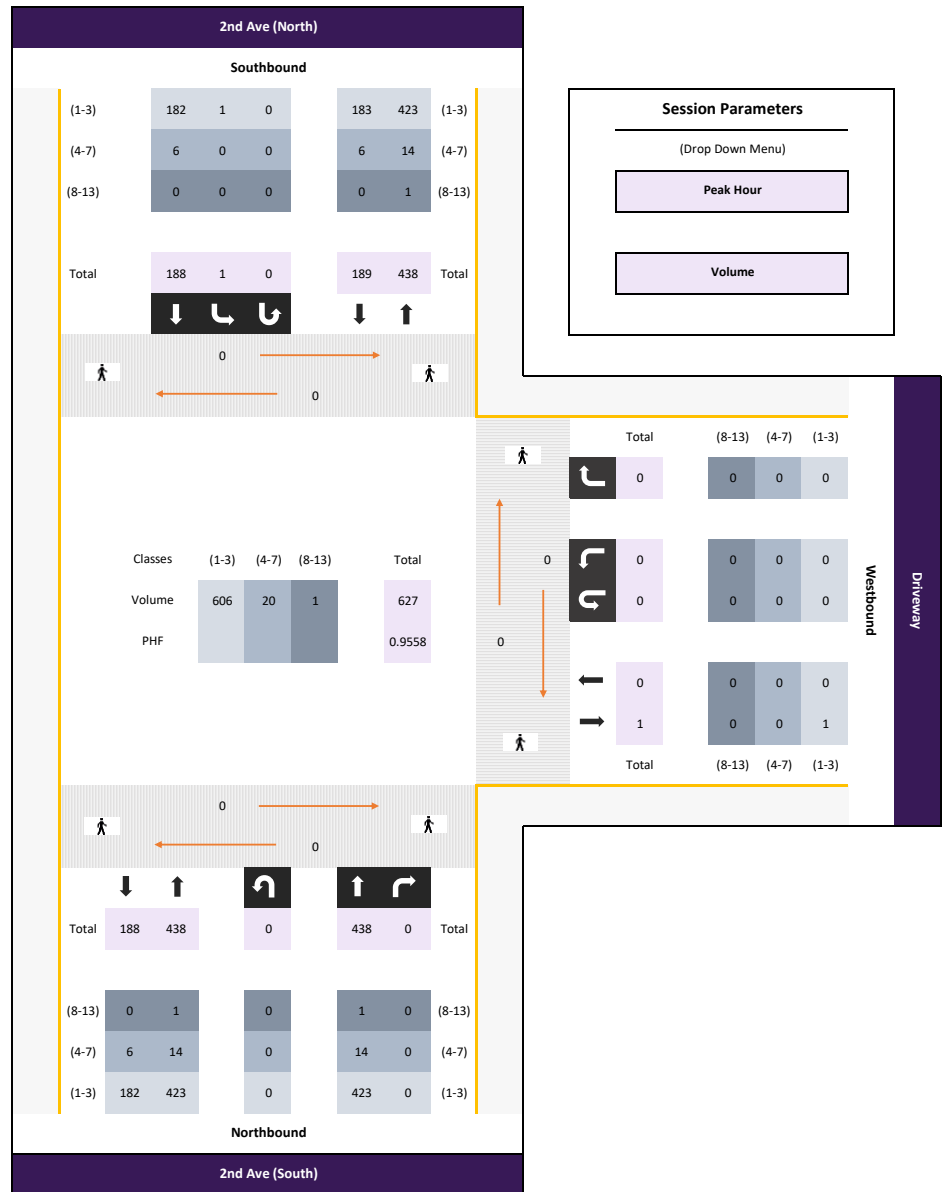 2nd Ave (North)
Southbound
(1-3) 182 1 0 183 423 (1-3)
(4-7) 6 0 0 6 14 (4-7)
(8-13) 0 0 0 0 1 (8-13)
Total 188 1 0 189 438 Total
Session Parameters
(Drop Down Menu)
Peak Hour
Volume
0
0
Total (8-13) (4-7) (1-3)
0 0 0 0
0 0 0 0 0
0 0 0 0
0
0 0 0 0
1 0 0 1
Total (8-13) (4-7) (1-3)
Westbound
Driveway
Classes (1-3) (4-7) (8-13) Total
Volume 606 20 1 627
PHF 0.9558
0
0
Total 188 438 0 438 0 Total
(8-13) 0 1 0 1 0 (8-13)
(4-7) 6 14 0 14 0 (4-7)
(1-3) 182 423 0 423 0 (1-3)
Northbound
2nd Ave (South)